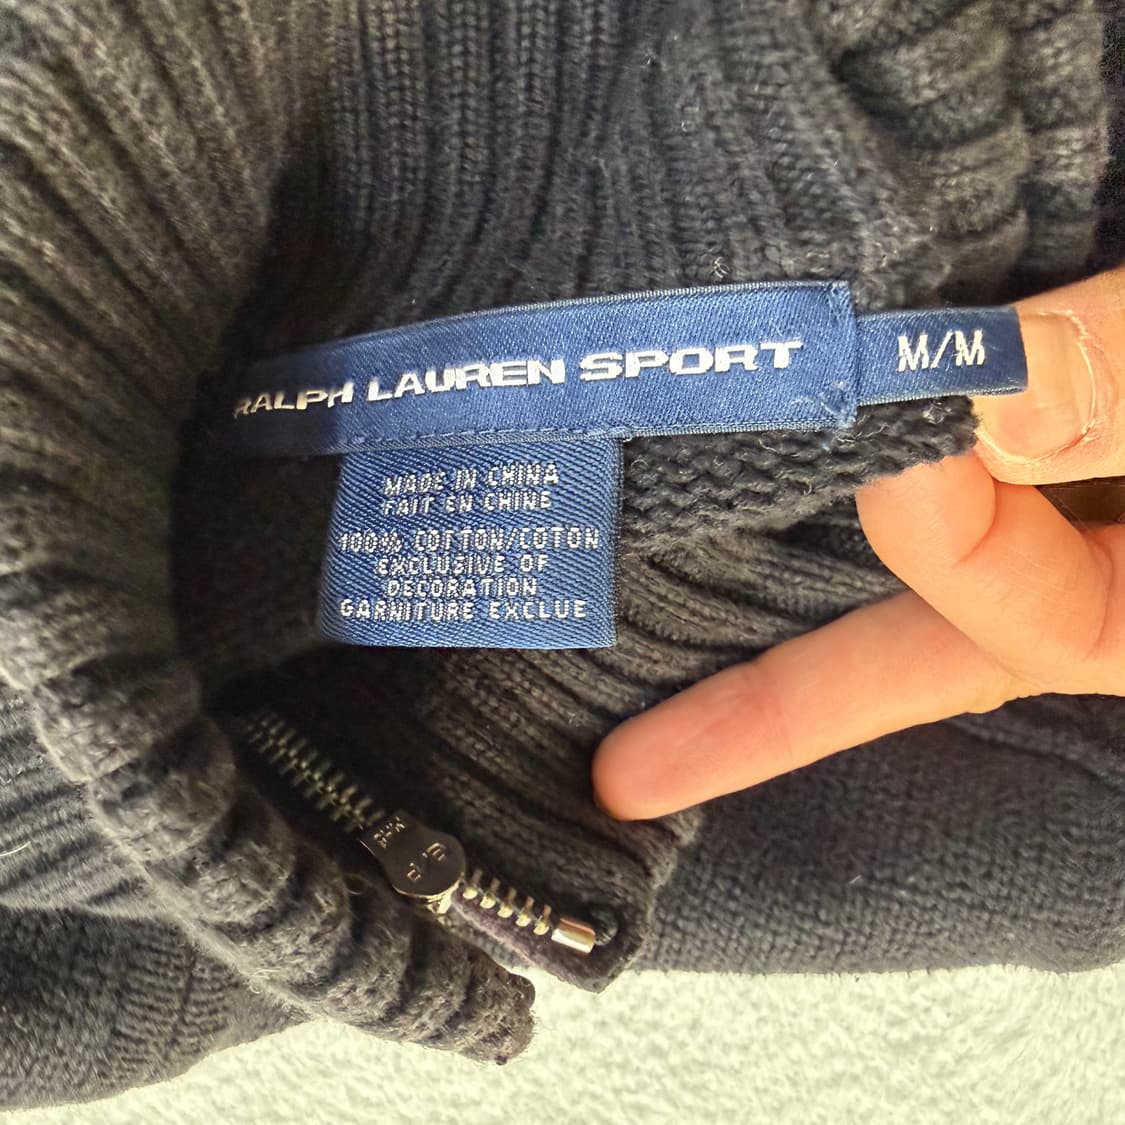 RALPH LAUREN SPORT
M/M
MADE IN CHINA
FAIT EN CHINE
100% COTTON/COTON
EXCLUSIVE OF
DECORATION
GARNITURE EXCLUE